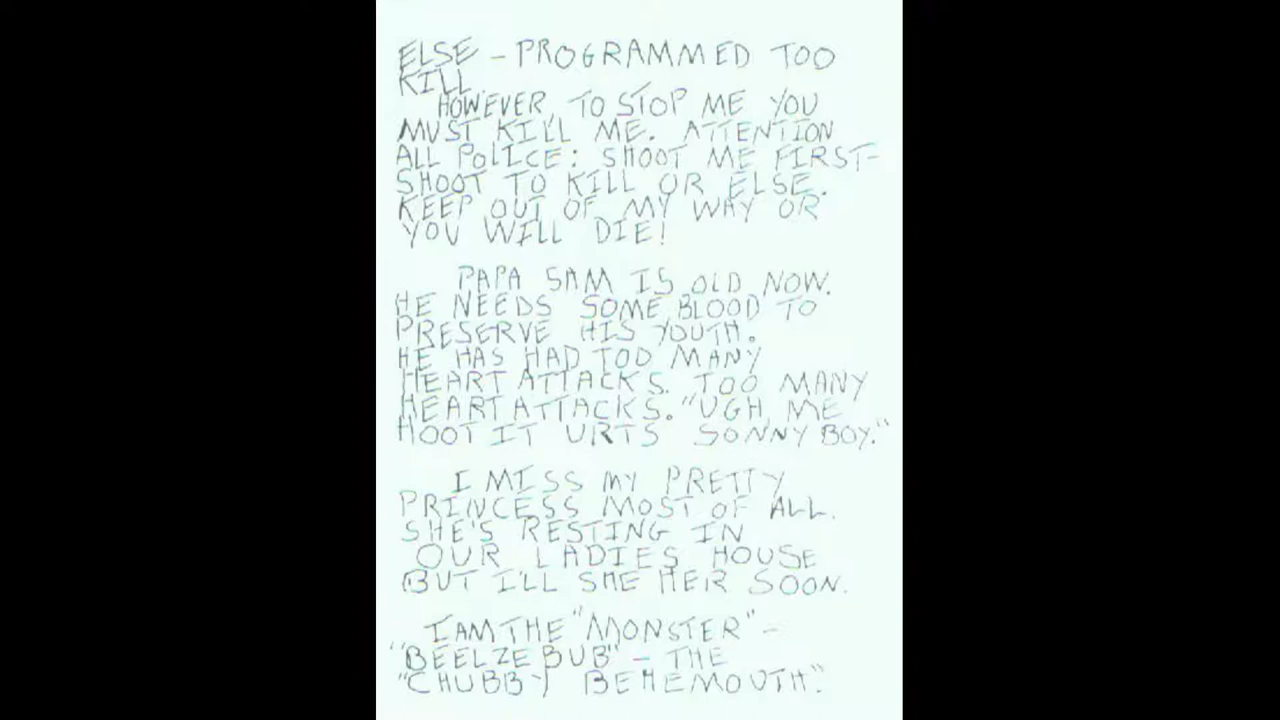 ELSE - PROGRAMMED TOO
KILL.
HOWEVER, TO STOP ME YOU
MUST KILL ME. ATTENTION
ALL POLICE: SHOOT ME FIRST-
SHOOT TO KILL OR ELSE.
KEEP OUT OF MY WAY OR
YOU WILL DIE!
PAPA SAM IS OLD NOW.
HE NEEDS SOME BLOOD TO
PRESERVE HIS YOUTH.
HE HAS HAD TOO MANY
HEART ATTACKS. TOO MANY
HEART ATTACKS. "UGH, ME
HOOT IT URTS SONNY BOY."
I MISS MY PRETTY
PRINCESS MOST OF ALL.
SHE'S RESTING IN
OUR LADIES HOUSE
BUT I'LL SHE HER SOON.
I AM THE "MONSTER" -
"BEELZEBUB" - THE
"CHUBBY BEHEMOUTH."